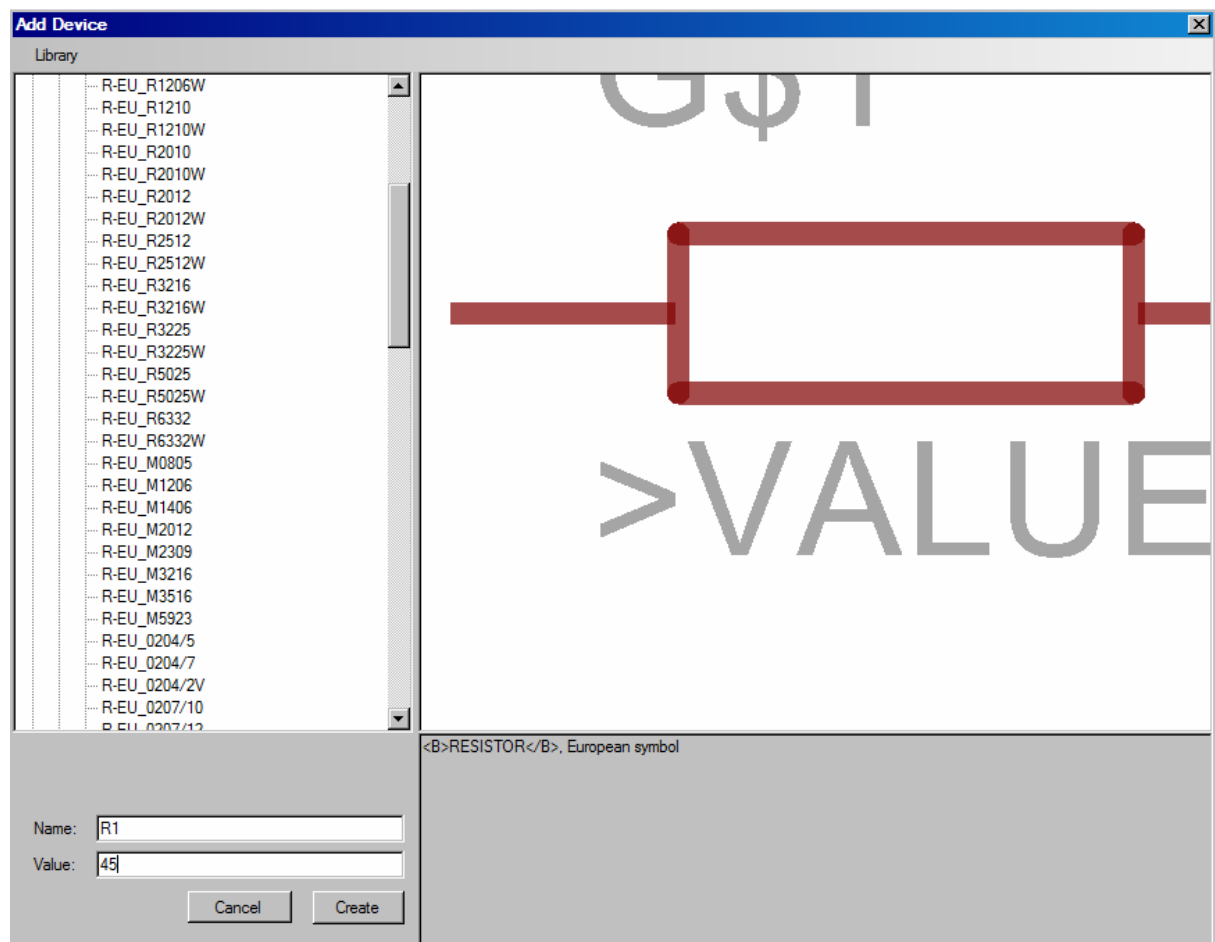 Add Device
Library
R-EU_R1206W
R-EU_R1210
R-EU_R1210W
R-EU_R2010
R-EU_R2010W
R-EU_R2012
R-EU_R2012W
R-EU_R2512
R-EU_R2512W
R-EU_R3216
R-EU_R3216W
R-EU_R3225
R-EU_R3225W
R-EU_R5025
R-EU_R5025W
R-EU_R6332
R-EU_R6332W
R-EU_M0805
R-EU_M1206
R-EU_M1406
R-EU_M2012
R-EU_M2309
R-EU_M3216
R-EU_M3516
R-EU_M5923
R-EU_0204/5
R-EU_0204/7
R-EU_0204/2V
R-EU_0207/10
R-EU_0207/12
G$1
>VALUE
<B>RESISTOR</B>, European symbol
Name: R1
Value: 45
Cancel Create